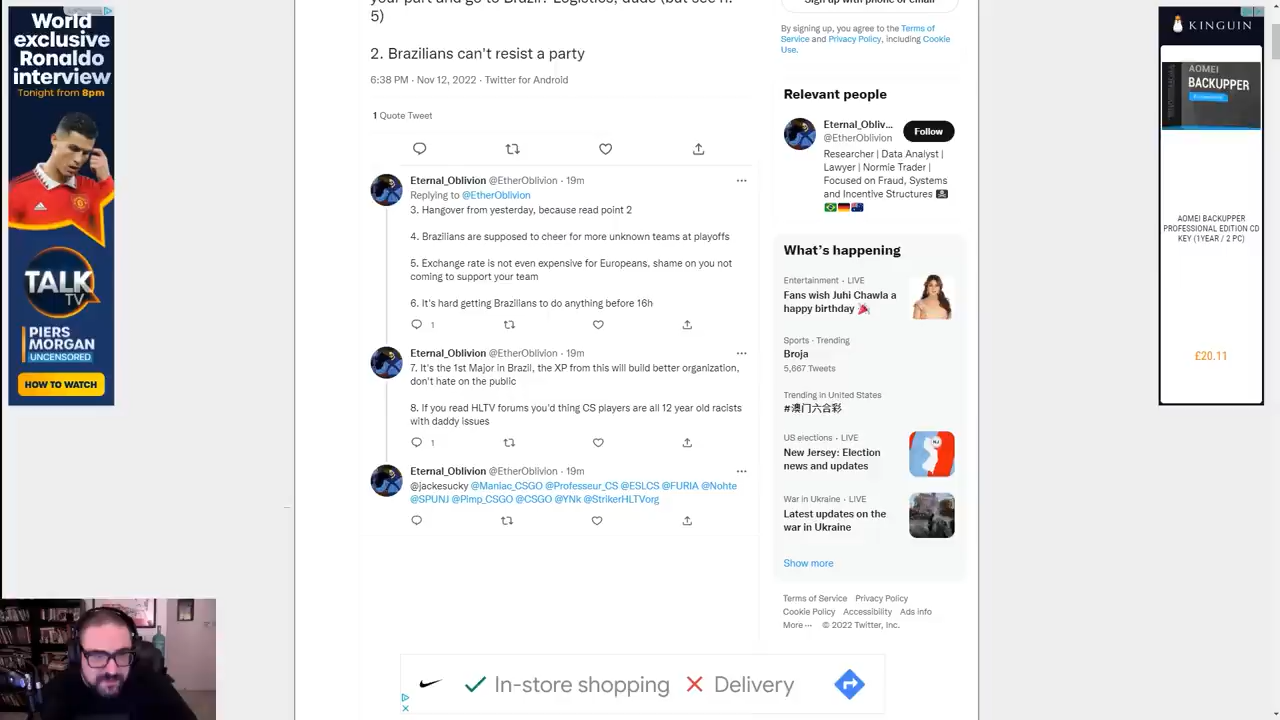 World
exclusive
Ronaldo
interview
Tonight from 8pm
TALK
TV
PIERS
MORGAN
UNCENSORED
HOW TO WATCH
5)
2. Brazilians can't resist a party
6:38 PM · Nov 12, 2022 · Twitter for Android
1 Quote Tweet
Eternal_Oblivion @EtherOblivion · 19m
Replying to @EtherOblivion
3. Hangover from yesterday, because read point 2
4. Brazilians are supposed to cheer for more unknown teams at playoffs
5. Exchange rate is not even expensive for Europeans, shame on you not
coming to support your team
6. It's hard getting Brazilians to do anything before 16h
1
Eternal_Oblivion @EtherOblivion · 19m
7. It's the 1st Major in Brazil, the XP from this will build better organization,
don't hate on the public
8. If you read HLTV forums you'd thing CS players are all 12 year old racists
with daddy issues
1
Eternal_Oblivion @EtherOblivion · 19m
@jackesucky @Maniac_CSGO @Professeur_CS @ESLCS @FURIA @Nohte
@SPUNJ @Pimp_CSGO @CSGO @YNk @StrikerHLTVorg
By signing up, you agree to the Terms of
Service and Privacy Policy, including Cookie
Use.
Relevant people
Eternal_Obliv...
@EtherOblivion
Follow
Researcher | Data Analyst |
Lawyer | Normie Trader |
Focused on Fraud, Systems
and Incentive Structures
What's happening
Entertainment · LIVE
Fans wish Juhi Chawla a
happy birthday
Sports · Trending
Broja
5,667 Tweets
Trending in United States
#澳门六合彩
US elections · LIVE
New Jersey: Election
news and updates
War in Ukraine · LIVE
Latest updates on the
war in Ukraine
Show more
Terms of Service Privacy Policy
Cookie Policy Accessibility Ads info
More ··· © 2022 Twitter, Inc.
In-store shopping Delivery
KINGUIN
AOMEI
BACKUPPER
AOMEI BACKUPPER
PROFESSIONAL EDITION CD
KEY (1YEAR / 2 PC)
£20.11